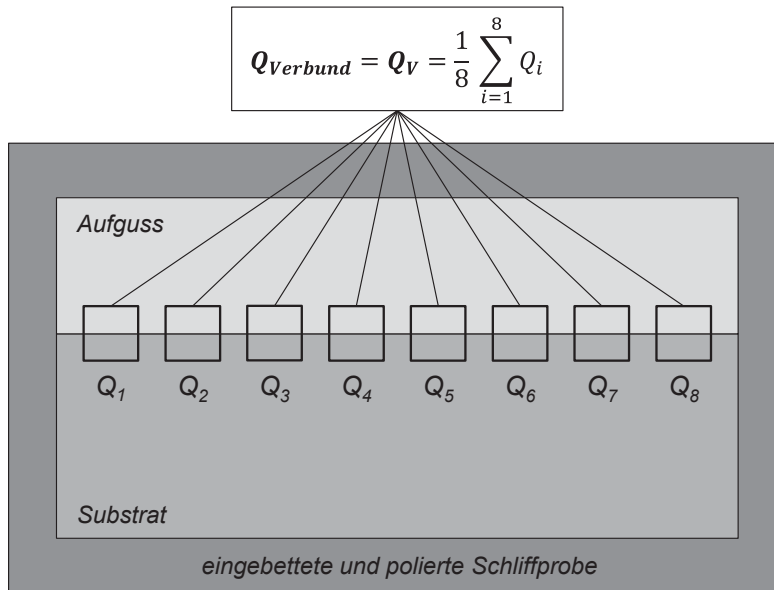 Q_Verbund = Q_V = 1/8 ∑_{i=1}^{8} Q_i
Aufguss
Q_1 Q_2 Q_3 Q_4 Q_5 Q_6 Q_7 Q_8
Substrat
eingebettete und polierte Schliffprobe